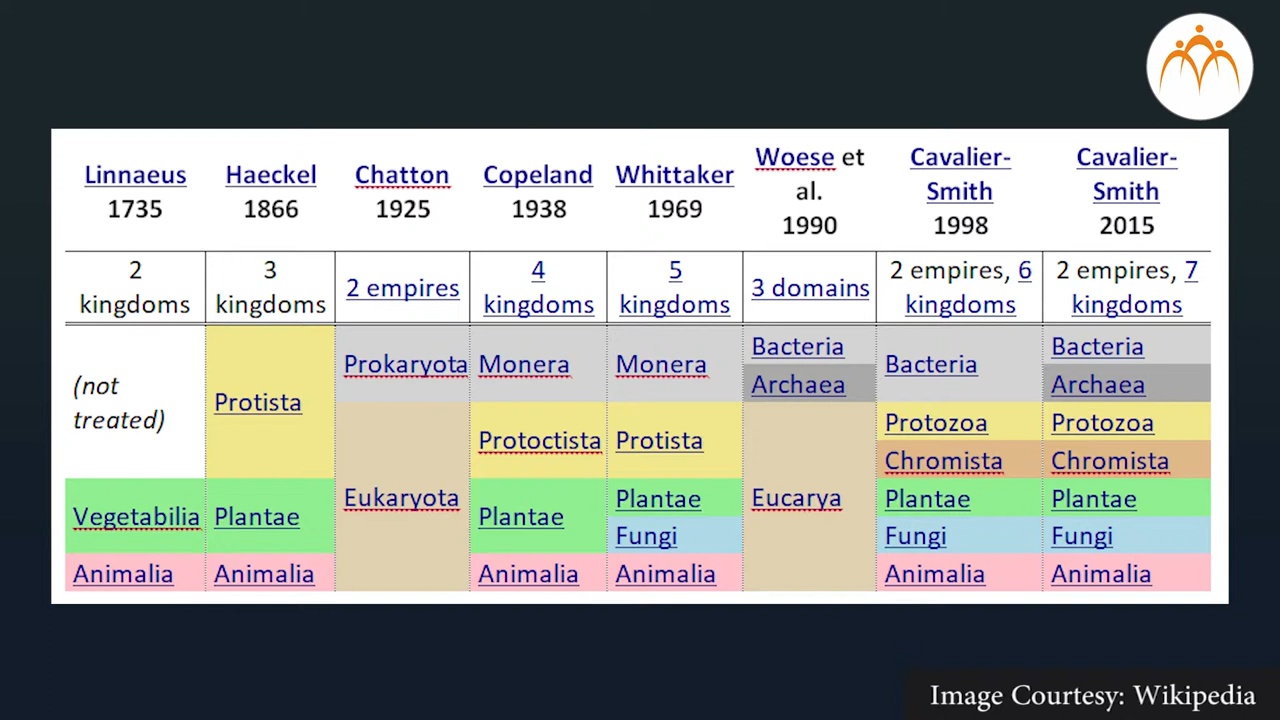 Linnaeus
1735
Haeckel
1866
Chatton
1925
Copeland
1938
Whittaker
1969
Woese et
al.
1990
Cavalier-
Smith
1998
Cavalier-
Smith
2015
2
kingdoms
3
kingdoms
2 empires
4
kingdoms
5
kingdoms
3 domains
2 empires, 6
kingdoms
2 empires, 7
kingdoms
(not
treated)
Vegetabilia
Animalia
Protista
Plantae
Animalia
Prokaryota
Eukaryota
Monera
Protoctista
Plantae
Animalia
Monera
Protista
Plantae
Fungi
Animalia
Bacteria
Archaea
Eucarya
Bacteria
Protozoa
Chromista
Plantae
Fungi
Animalia
Bacteria
Archaea
Protozoa
Chromista
Plantae
Fungi
Animalia
Image Courtesy: Wikipedia